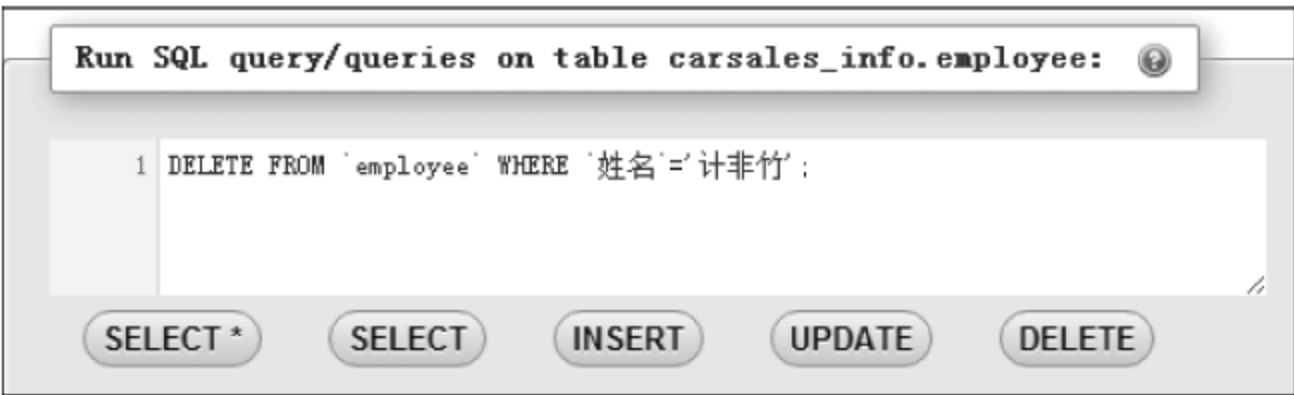 Run SQL query/queries on table carsales_info.employee:
1 DELETE FROM `employee` WHERE `姓名`='计非竹';
SELECT * SELECT INSERT UPDATE DELETE